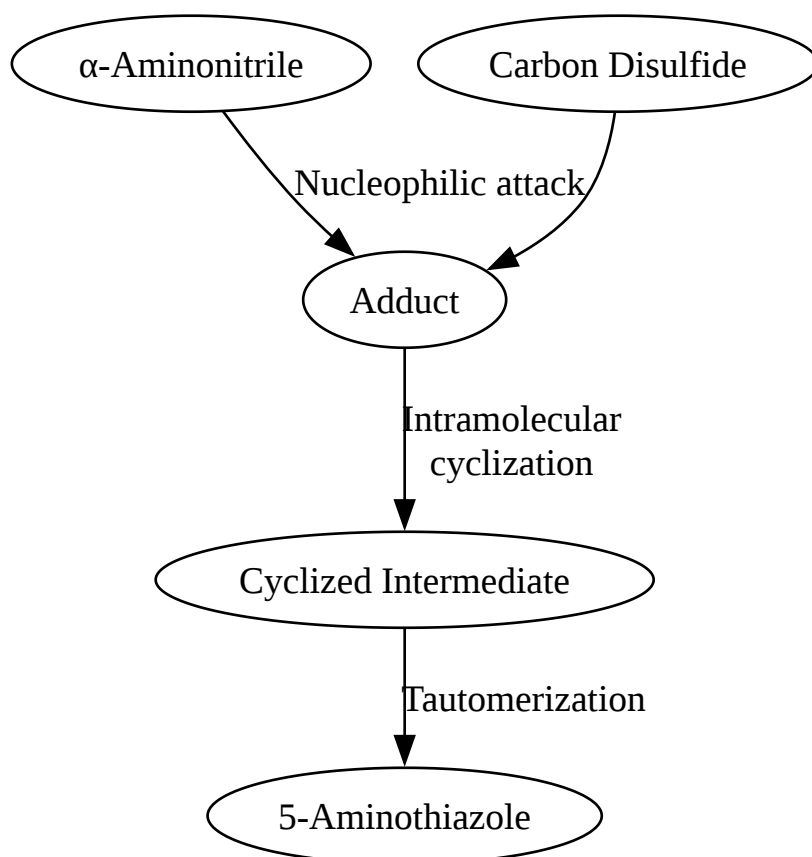 α-Aminonitrile
Carbon Disulfide
Nucleophilic attack
Adduct
Intramolecular
cyclization
Cyclized Intermediate
Tautomerization
5-Aminothiazole